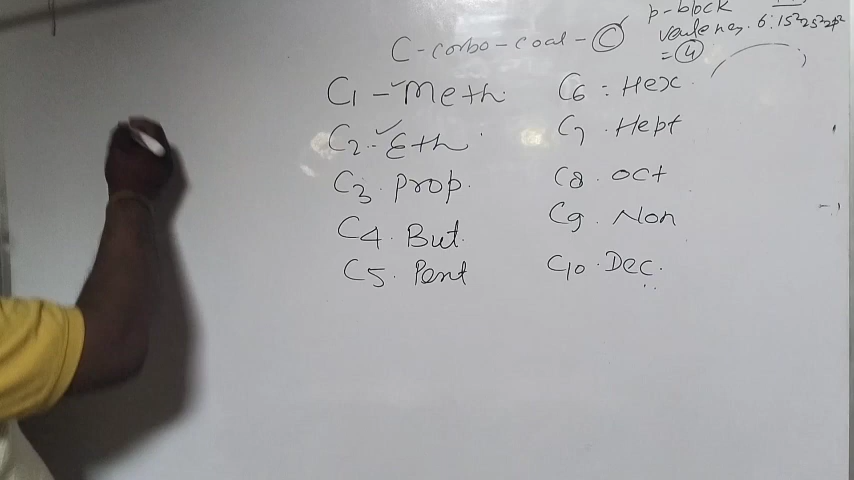 p-block
C-corbo-coal-C
valency. 6:1s²2s²2p²
= 4
C1 - Meth.
C2 - Eth
C3. Prop.
C4. But.
C5. Pent
C6 : Hex
C7. Hept
C8. oct
C9. Non
C10. Dec.